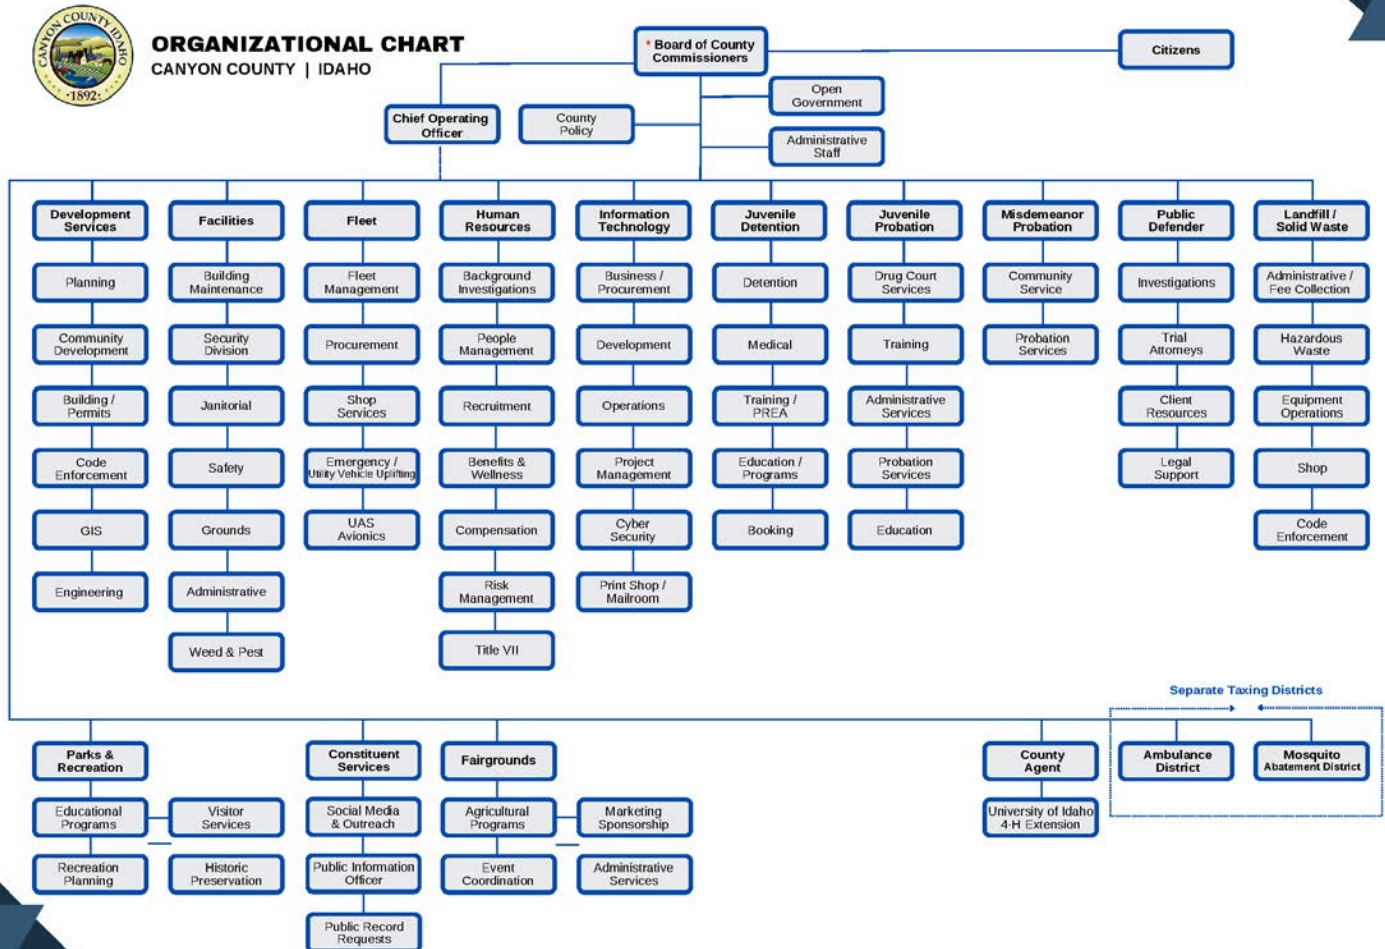 CANYON COUNTY IDAHO
·1892·
ORGANIZATIONAL CHART
CANYON COUNTY | IDAHO
* Board of County
Commissioners
Citizens
Open
Government
Chief Operating
Officer
County
Policy
Administrative
Staff
Development
Services
Facilities
Fleet
Human
Resources
Information
Technology
Juvenile
Detention
Juvenile
Probation
Misdemeanor
Probation
Public
Defender
Landfill /
Solid Waste
Planning
Building
Maintenance
Fleet
Management
Background
Investigations
Business /
Procurement
Detention
Drug Court
Services
Community
Service
Investigations
Administrative /
Fee Collection
Community
Development
Security
Division
Procurement
People
Management
Development
Medical
Training
Probation
Services
Trial
Attorneys
Hazardous
Waste
Building /
Permits
Janitorial
Shop
Services
Recruitment
Operations
Training /
PREA
Administrative
Services
Client
Resources
Equipment
Operations
Code
Enforcement
Safety
Emergency /
Utility Vehicle Uplifting
Benefits &
Wellness
Project
Management
Education /
Programs
Probation
Services
Legal
Support
Shop
GIS
Grounds
UAS
Avionics
Compensation
Cyber
Security
Booking
Education
Code
Enforcement
Engineering
Administrative
Risk
Management
Print Shop /
Mailroom
Weed & Pest
Title VII
Separate Taxing Districts
Parks &
Recreation
Constituent
Services
Fairgrounds
County
Agent
Ambulance
District
Mosquito
Abatement District
Educational
Programs
Visitor
Services
Social Media
& Outreach
Agricultural
Programs
Marketing
Sponsorship
University of Idaho
4-H Extension
Recreation
Planning
Historic
Preservation
Public Information
Officer
Event
Coordination
Administrative
Services
Public Record
Requests